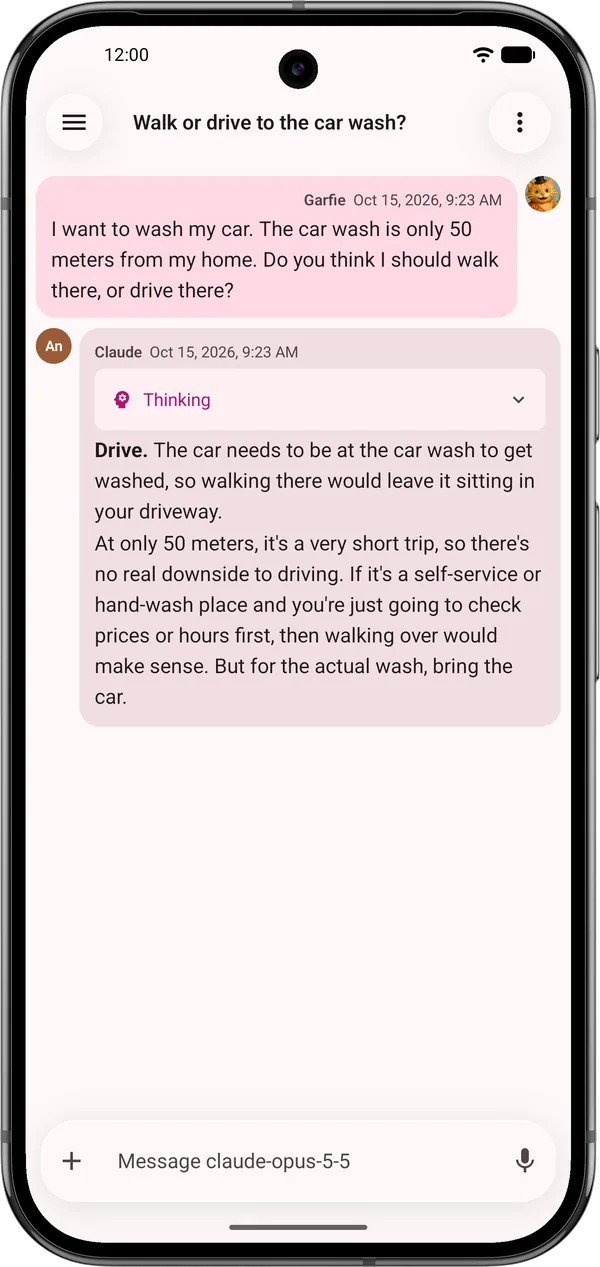 12:00
Walk or drive to the car wash?
Garfie Oct 15, 2026, 9:23 AM
I want to wash my car. The car wash is only 50
meters from my home. Do you think I should walk
there, or drive there?
An
Claude Oct 15, 2026, 9:23 AM
Thinking
Drive. The car needs to be at the car wash to get
washed, so walking there would leave it sitting in
your driveway.
At only 50 meters, it's a very short trip, so there's
no real downside to driving. If it's a self-service or
hand-wash place and you're just going to check
prices or hours first, then walking over would
make sense. But for the actual wash, bring the
car.
Message claude-opus-5-5